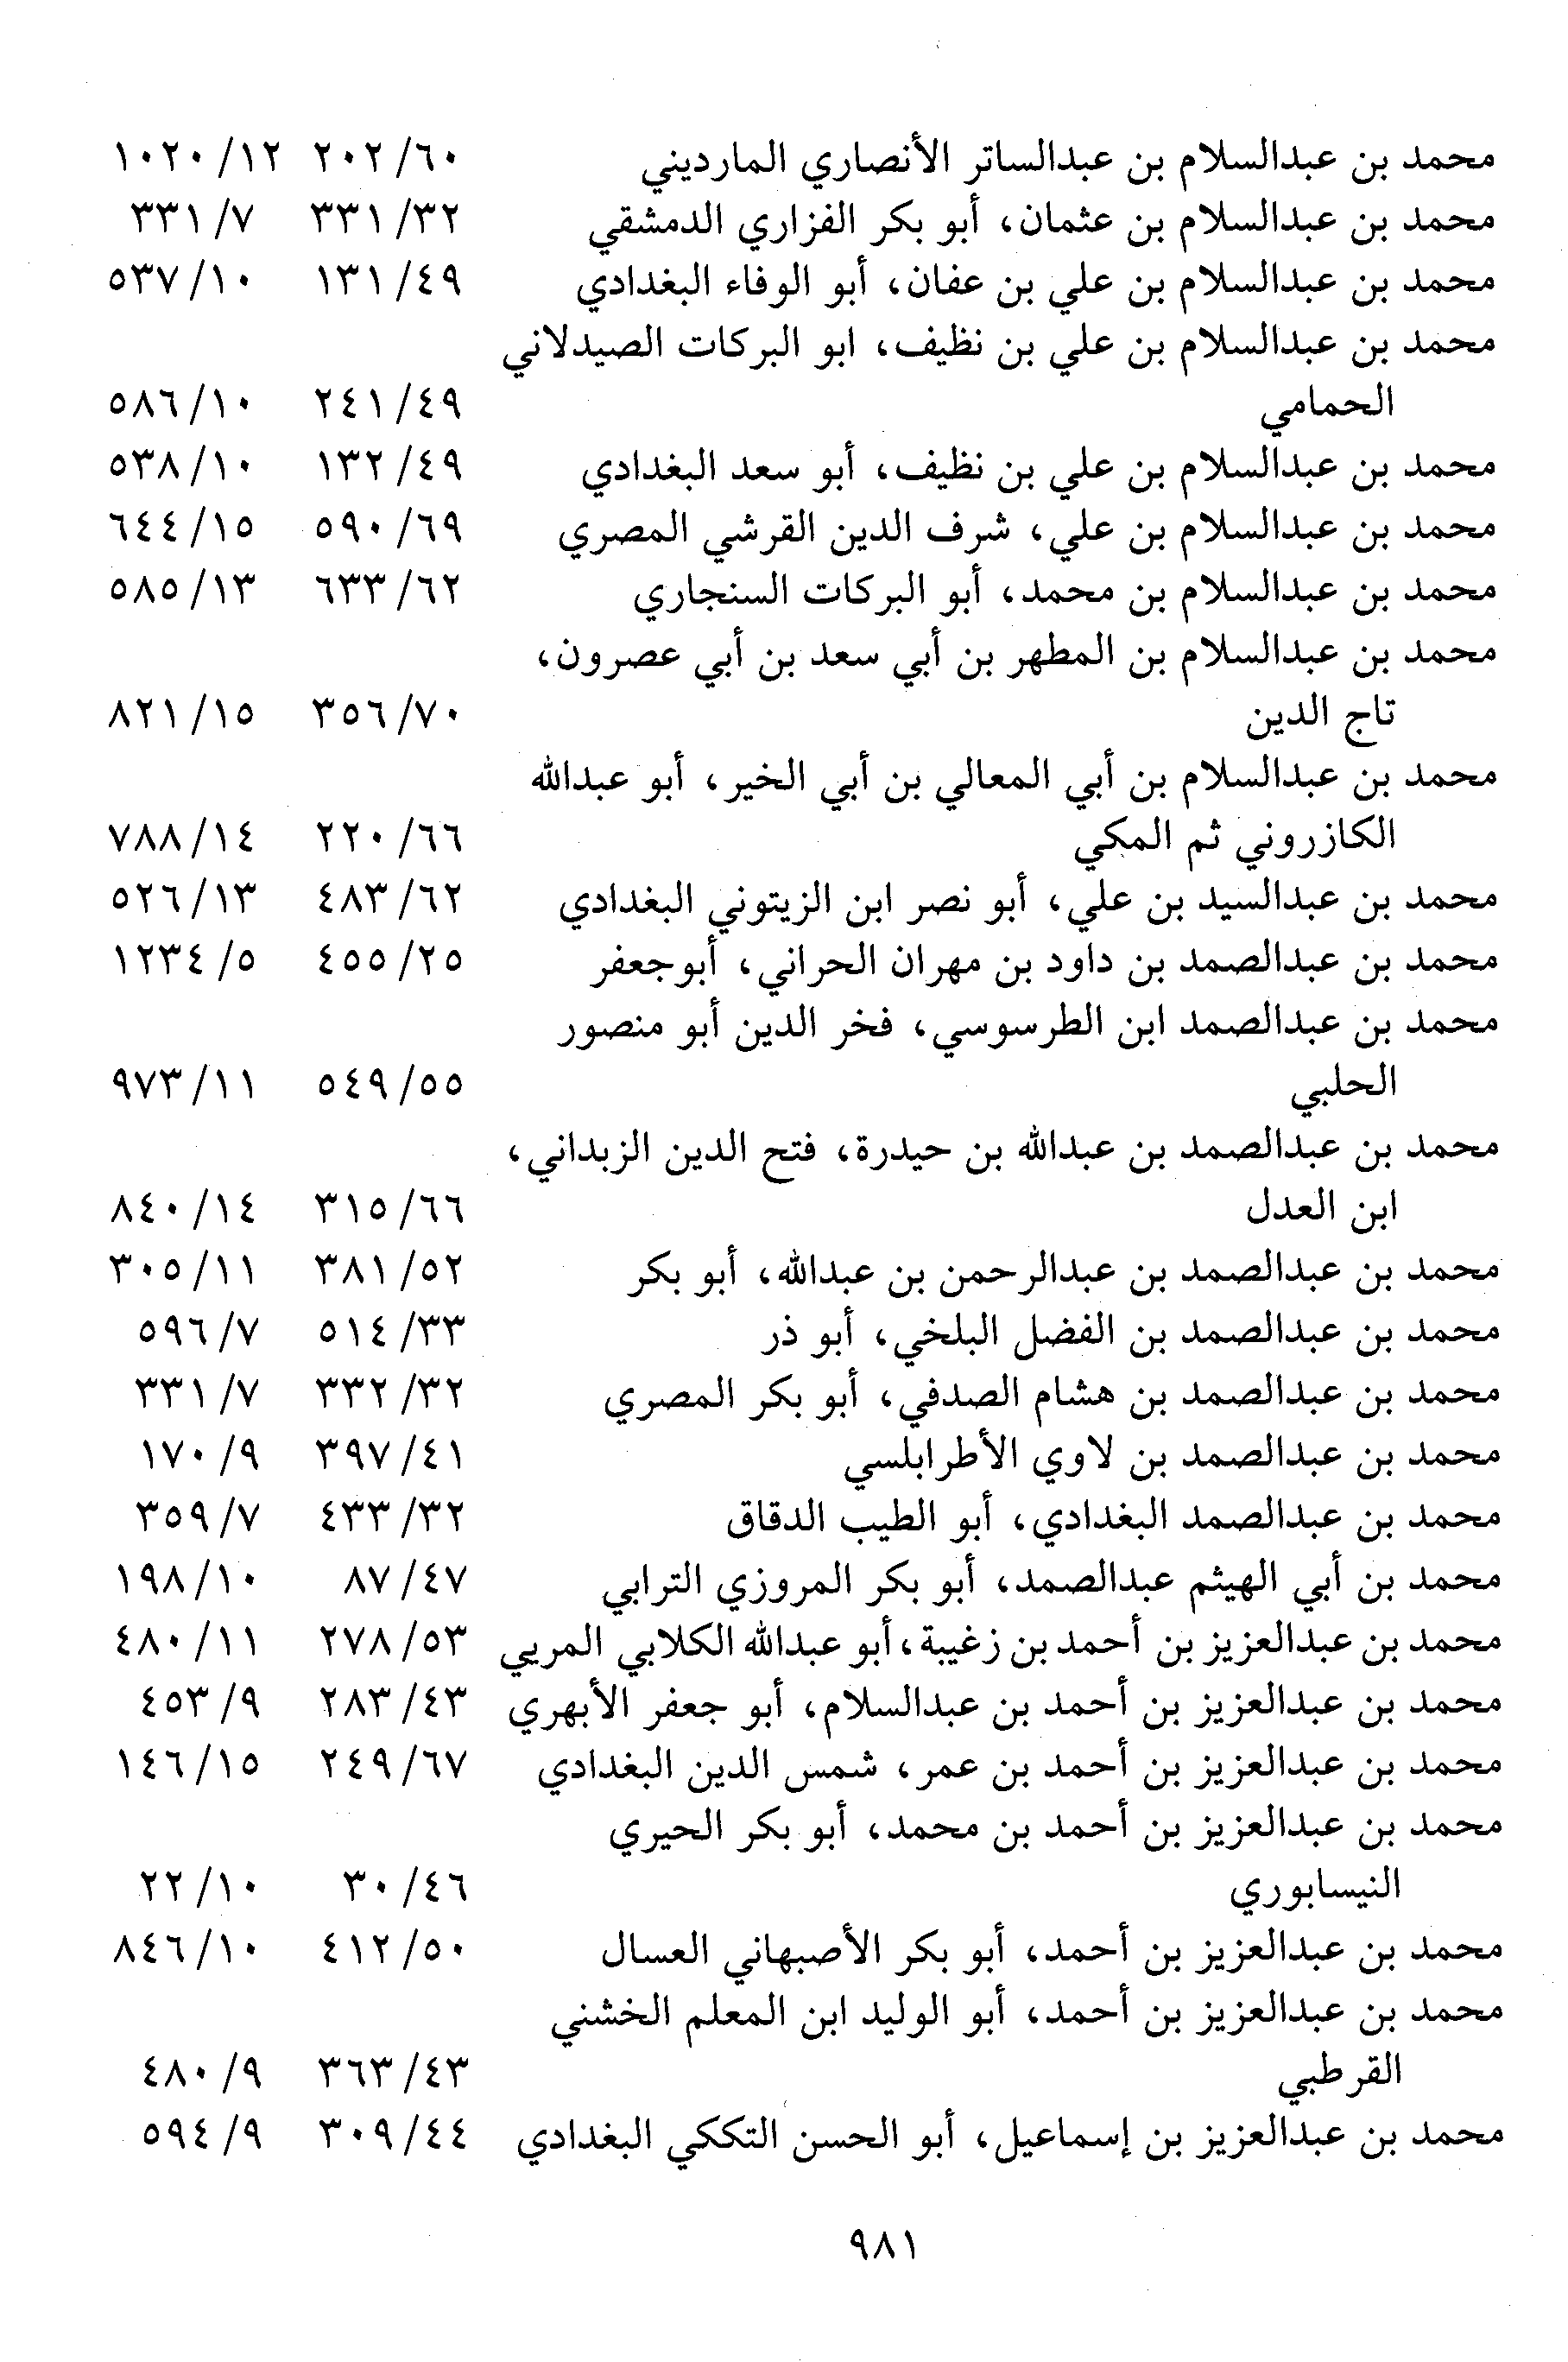 محمد بن عبدالسلام بن عبدالساتر الأنصاري المارديني ٢٠٢/٦٠ ١٠٢٠/١٢
محمد بن عبدالسلام بن عثمان، أبو بكر الفزاري الدمشقي ٣٣١/٣٢ ٣٣١/٧
محمد بن عبدالسلام بن علي بن عفان، أبو الوفاء البغدادي ١٣١/٤٩ ٥٣٧/١٠
محمد بن عبدالسلام بن علي بن نظيف، ابو البركات الصيدلاني
الحمامي ٢٤١/٤٩ ٥٨٦/١٠
محمد بن عبدالسلام بن علي بن نظيف، أبو سعد البغدادي ١٣٢/٤٩ ٥٣٨/١٠
محمد بن عبدالسلام بن علي، شرف الدين القرشي المصري ٥٩٠/٦٩ ٦٤٤/١٥
محمد بن عبدالسلام بن محمد، أبو البركات السنجاري ٦٣٣/٦٢ ٥٨٥/١٣
محمد بن عبدالسلام بن المطهر بن أبي سعد بن أبي عصرون،
تاج الدين ٣٥٦/٧٠ ٨٢١/١٥
محمد بن عبدالسلام بن أبي المعالي بن أبي الخير، أبو عبدالله
الكازروني ثم المكي ٢٢٠/٦٦ ٧٨٨/١٤
محمد بن عبدالسيد بن علي، أبو نصر ابن الزيتوني البغدادي ٤٨٣/٦٢ ٥٢٦/١٣
محمد بن عبدالصمد بن داود بن مهران الحراني، أبوجعفر ٤٥٥/٢٥ ١٢٣٤/٥
محمد بن عبدالصمد ابن الطرسوسي، فخر الدين أبو منصور
الحلبي ٥٤٩/٥٥ ٩٧٣/١١
محمد بن عبدالصمد بن عبدالله بن حيدرة، فتح الدين الزبداني،
ابن العدل ٣١٥/٦٦ ٨٤٠/١٤
محمد بن عبدالصمد بن عبدالرحمن بن عبدالله، أبو بكر ٣٨١/٥٢ ٣٠٥/١١
محمد بن عبدالصمد بن الفضل البلخي، أبو ذر ٥١٤/٣٣ ٥٩٦/٧
محمد بن عبدالصمد بن هشام الصدفي، أبو بكر المصري ٣٣٢/٣٢ ٣٣١/٧
محمد بن عبدالصمد بن لاوي الأطرابلسي ٣٩٧/٤١ ١٧٠/٩
محمد بن عبدالصمد البغدادي، أبو الطيب الدقاق ٤٣٣/٣٢ ٣٥٩/٧
محمد بن أبي الهيثم عبدالصمد، أبو بكر المروزي الترابي ٨٧/٤٧ ١٩٨/١٠
محمد بن عبدالعزيز بن أحمد بن زغيبة، أبو عبدالله الكلابي المريي ٢٧٨/٥٣ ٤٨٠/١١
محمد بن عبدالعزيز بن أحمد بن عبدالسلام، أبو جعفر الأبهري ٢٨٣/٤٣ ٤٥٣/٩
محمد بن عبدالعزيز بن أحمد بن عمر، شمس الدين البغدادي ٢٤٩/٦٧ ١٤٦/١٥
محمد بن عبدالعزيز بن أحمد بن محمد، أبو بكر الحيري
النيسابوري ٣٠/٤٦ ٢٢/١٠
محمد بن عبدالعزيز بن أحمد، أبو بكر الأصبهاني العسال ٤١٢/٥٠ ٨٤٦/١٠
محمد بن عبدالعزيز بن أحمد، أبو الوليد ابن المعلم الخشني
القرطبي ٣٦٣/٤٣ ٤٨٠/٩
محمد بن عبدالعزيز بن إسماعيل، أبو الحسن التككي البغدادي ٣٠٩/٤٤ ٥٩٤/٩
٩٨١